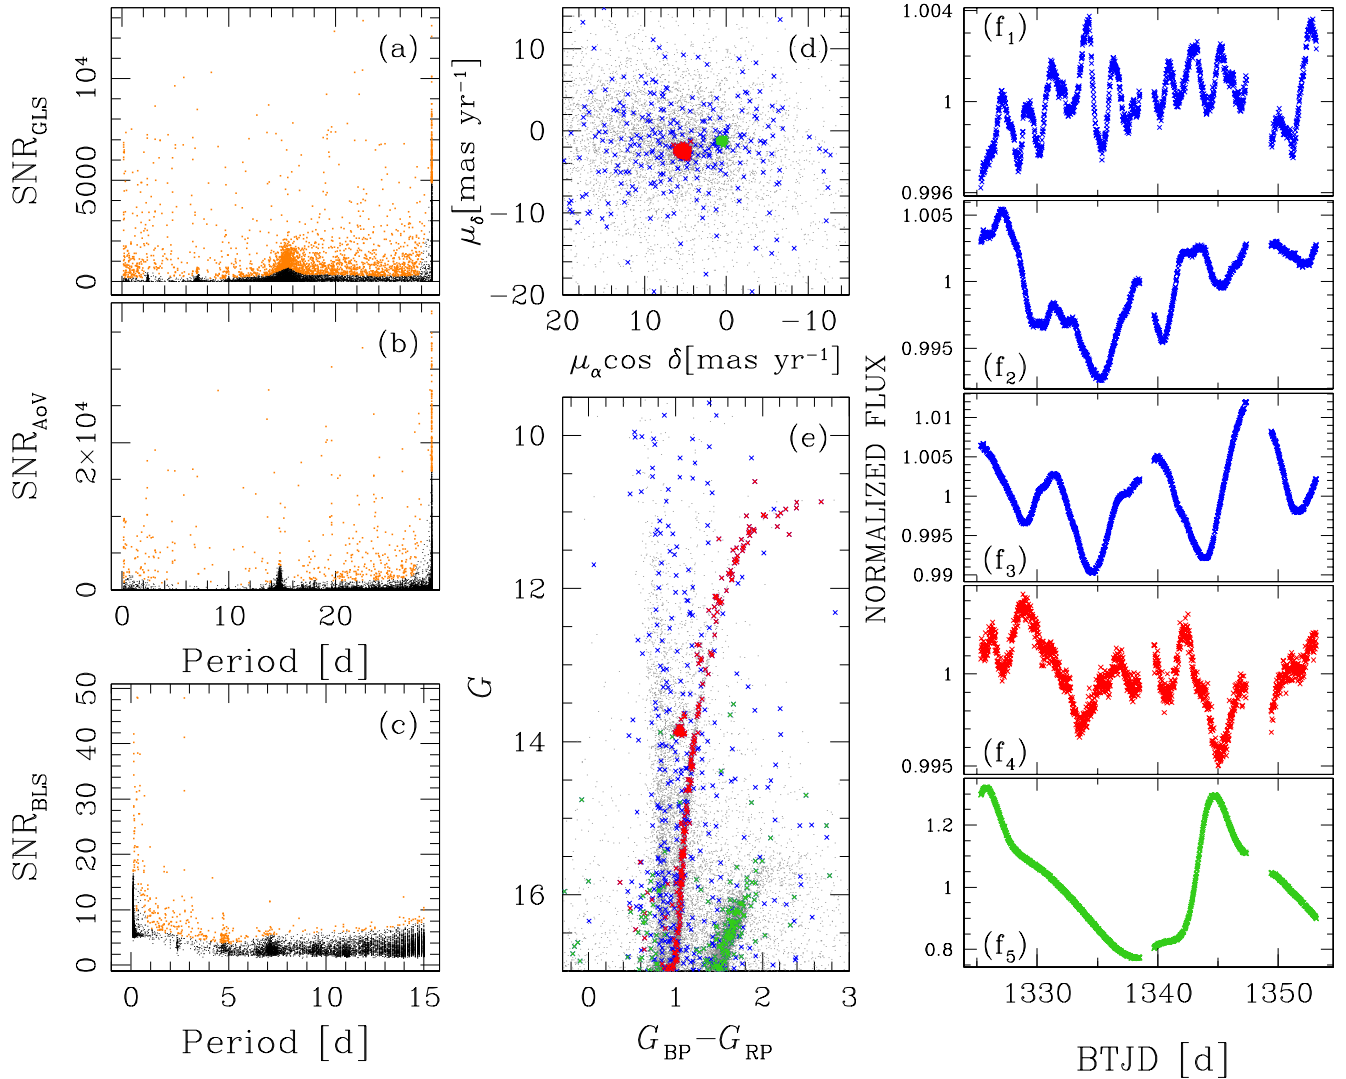 (a)
SNR_GLS
10⁴
5000
0
(b)
SNR_AoV
2×10⁴
0
0 10 20
Period [d]
(c)
SNR_BLS
50
40
30
20
10
0
0 5 10 15
Period [d]
(d)
μ_δ[mas yr⁻¹]
10
0
−10
−20
20 10 0 −10
μ_α cos δ[mas yr⁻¹]
(e)
G
10
12
14
16
0 1 2 3
G_BP−G_RP
NORMALIZED FLUX
(f₁)
1.004
1
0.996
(f₂)
1.005
1
0.995
(f₃)
1.01
1.005
1
0.995
0.99
(f₄)
1
0.995
(f₅)
1.2
1
0.8
1330 1340 1350
BTJD [d]